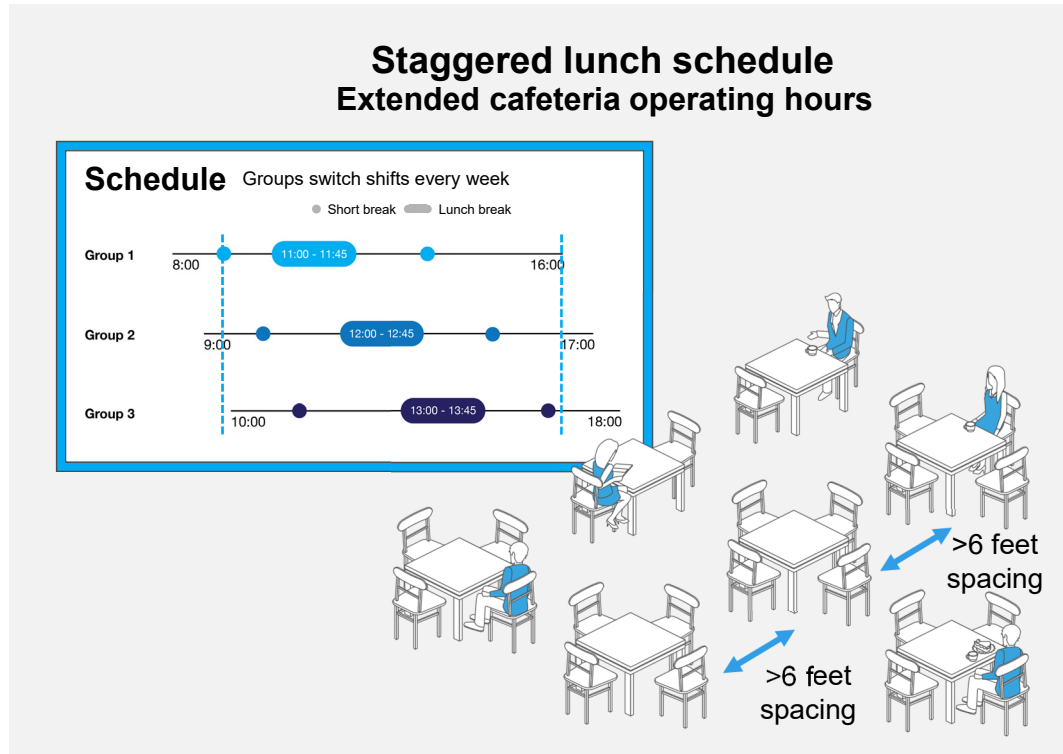 Staggered lunch schedule
Extended cafeteria operating hours
Schedule Groups switch shifts every week
Short break Lunch break
Group 1
11:00 - 11:45
8:00
16:00
Group 2
12:00 - 12:45
9:00
17:00
Group 3
13:00 - 13:45
10:00
18:00
>6 feet
spacing
>6 feet
spacing